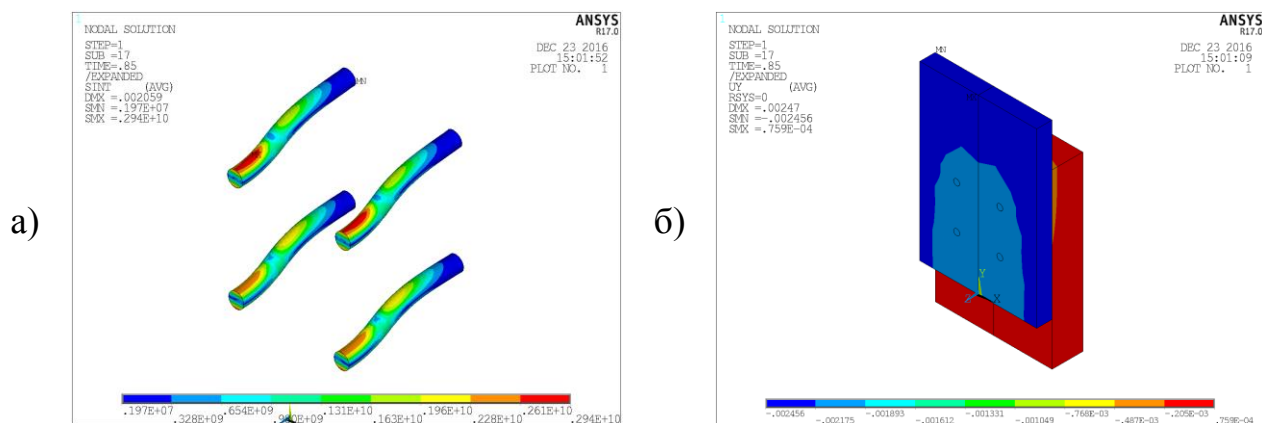 а)
1
NODAL SOLUTION
STEP=1
SUB =17
TIME=.85
/EXPANDED
SINT (AVG)
DMX =.002059
SMN =.197E+07
SMX =.294E+10
ANSYS
R17.0
DEC 23 2016
15:01:52
PLOT NO. 1
MN
.197E+07 .654E+09 .131E+10 .196E+10 .261E+10
.328E+09 .980E+09 .163E+10 .228E+10 .294E+10
б)
1
NODAL SOLUTION
STEP=1
SUB =17
TIME=.85
/EXPANDED
UY (AVG)
RSYS=0
DMX =.00247
SMN =-.002456
SMX =.759E-04
ANSYS
R17.0
DEC 23 2016
15:01:09
PLOT NO. 1
MN
Y
Z X
-.002456 -.001893 -.001331 -.768E-03 -.205E-03
-.002175 -.001612 -.001049 -.487E-03 .759E-04